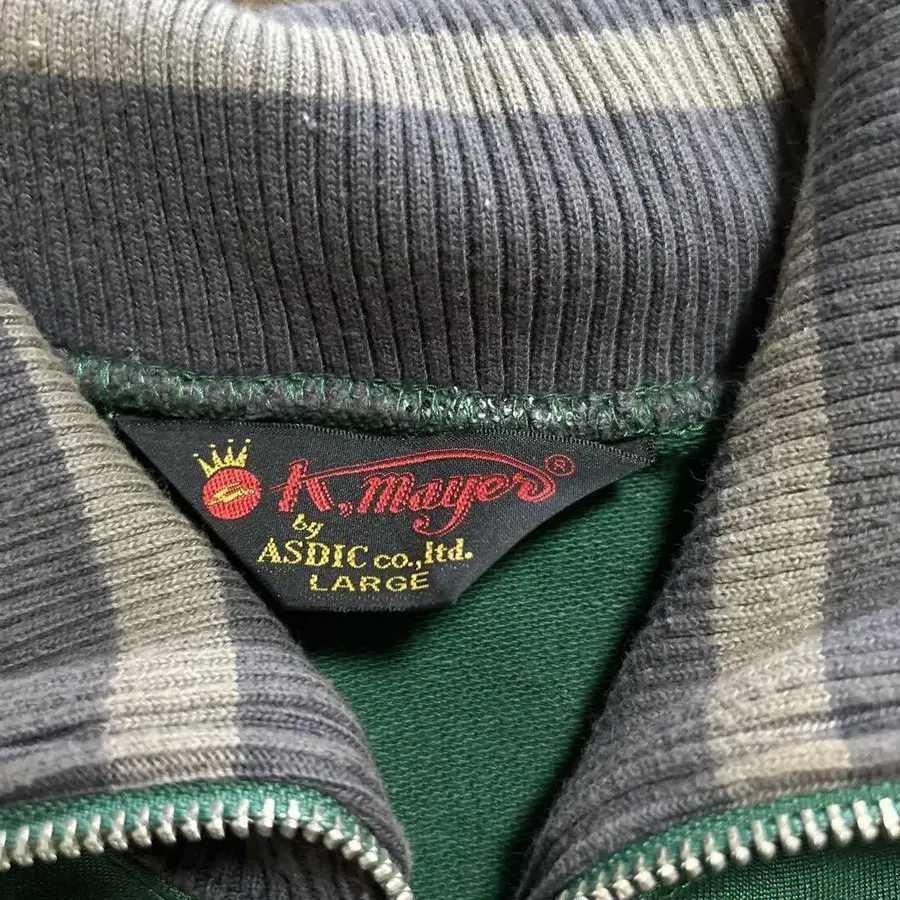 K.mayer®
by
ASDIC co.,ltd.
LARGE